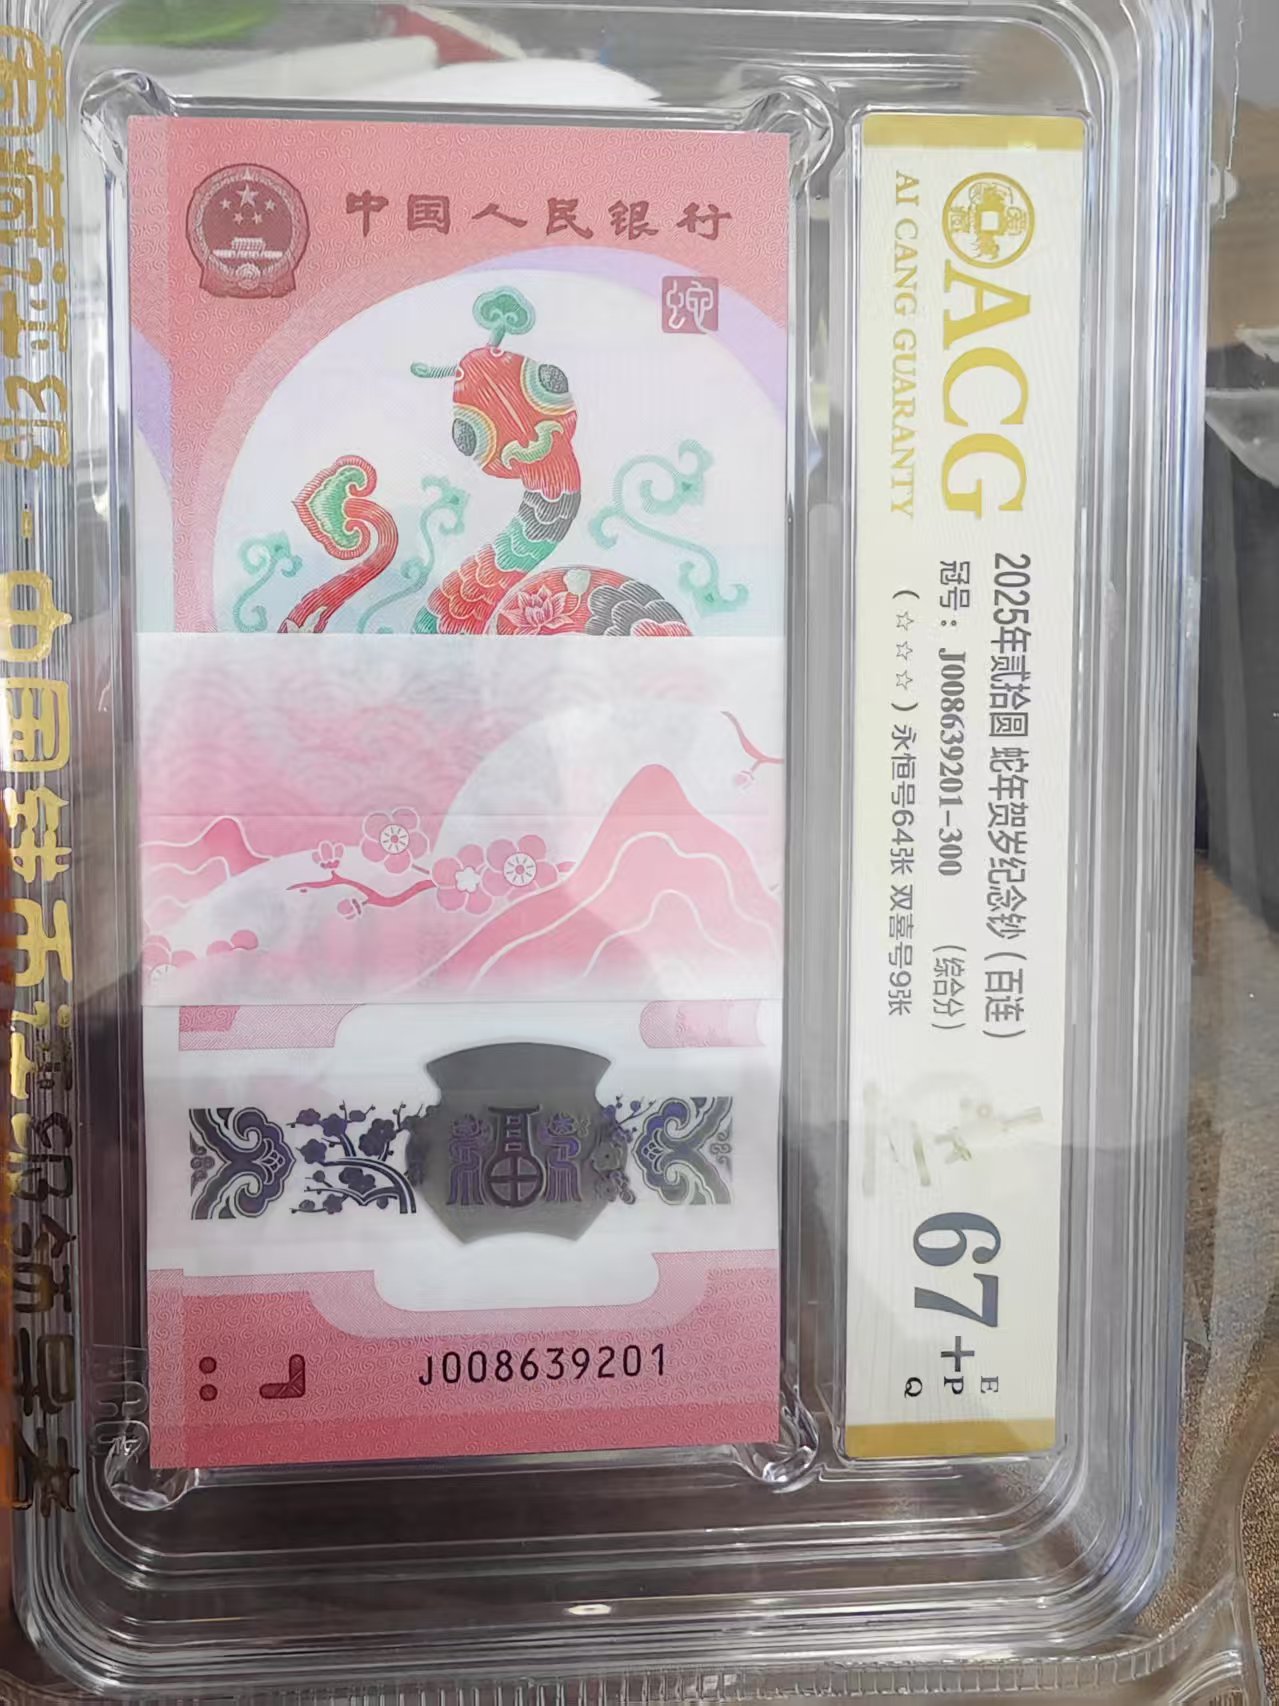 中国人民银行
蛇
J008639201
ACG
AI CANG GUARANTY
2025年贰拾圆 蛇年贺岁纪念钞（百连）
冠号：J008639201-300 （综合分）
（☆☆☆）永恒号64张 双喜号9张
67+
E
P
Q